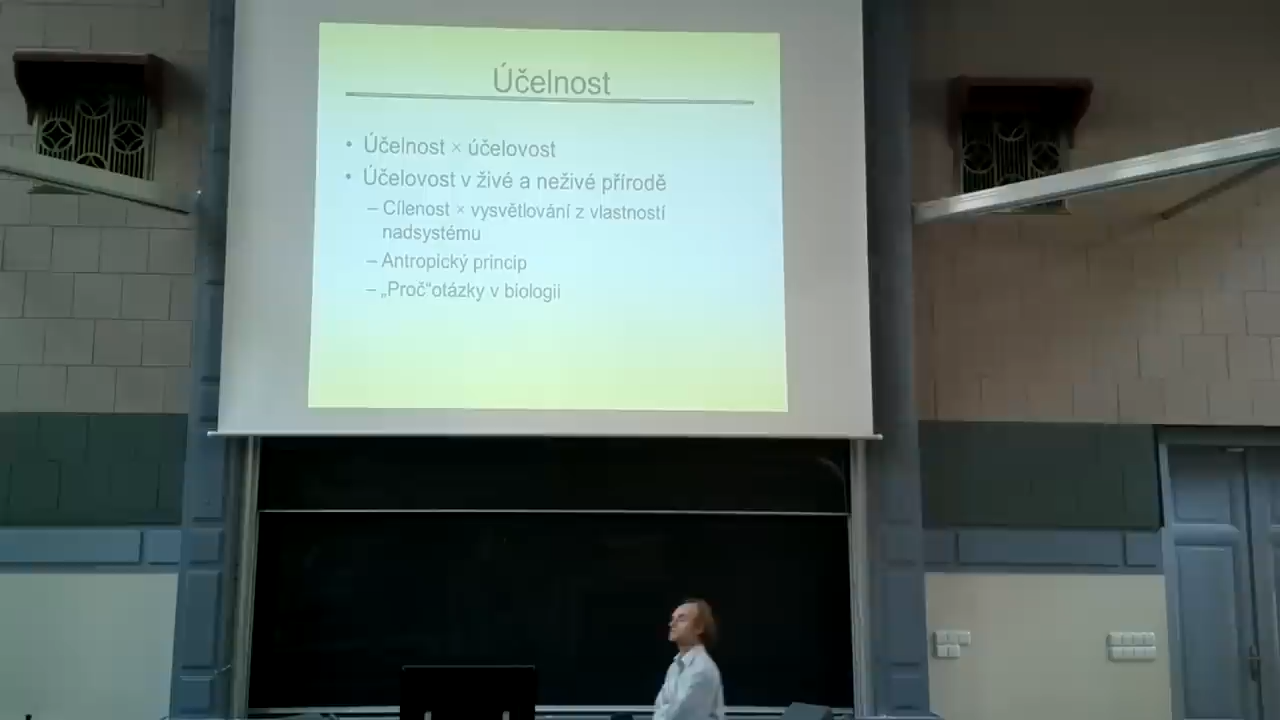 Účelnost
• Účelnost × účelovost
• Účelovost v živé a neživé přírodě
– Cílenost × vysvětlování z vlastností
nadsystému
– Antropický princip
– „Proč“otázky v biologii